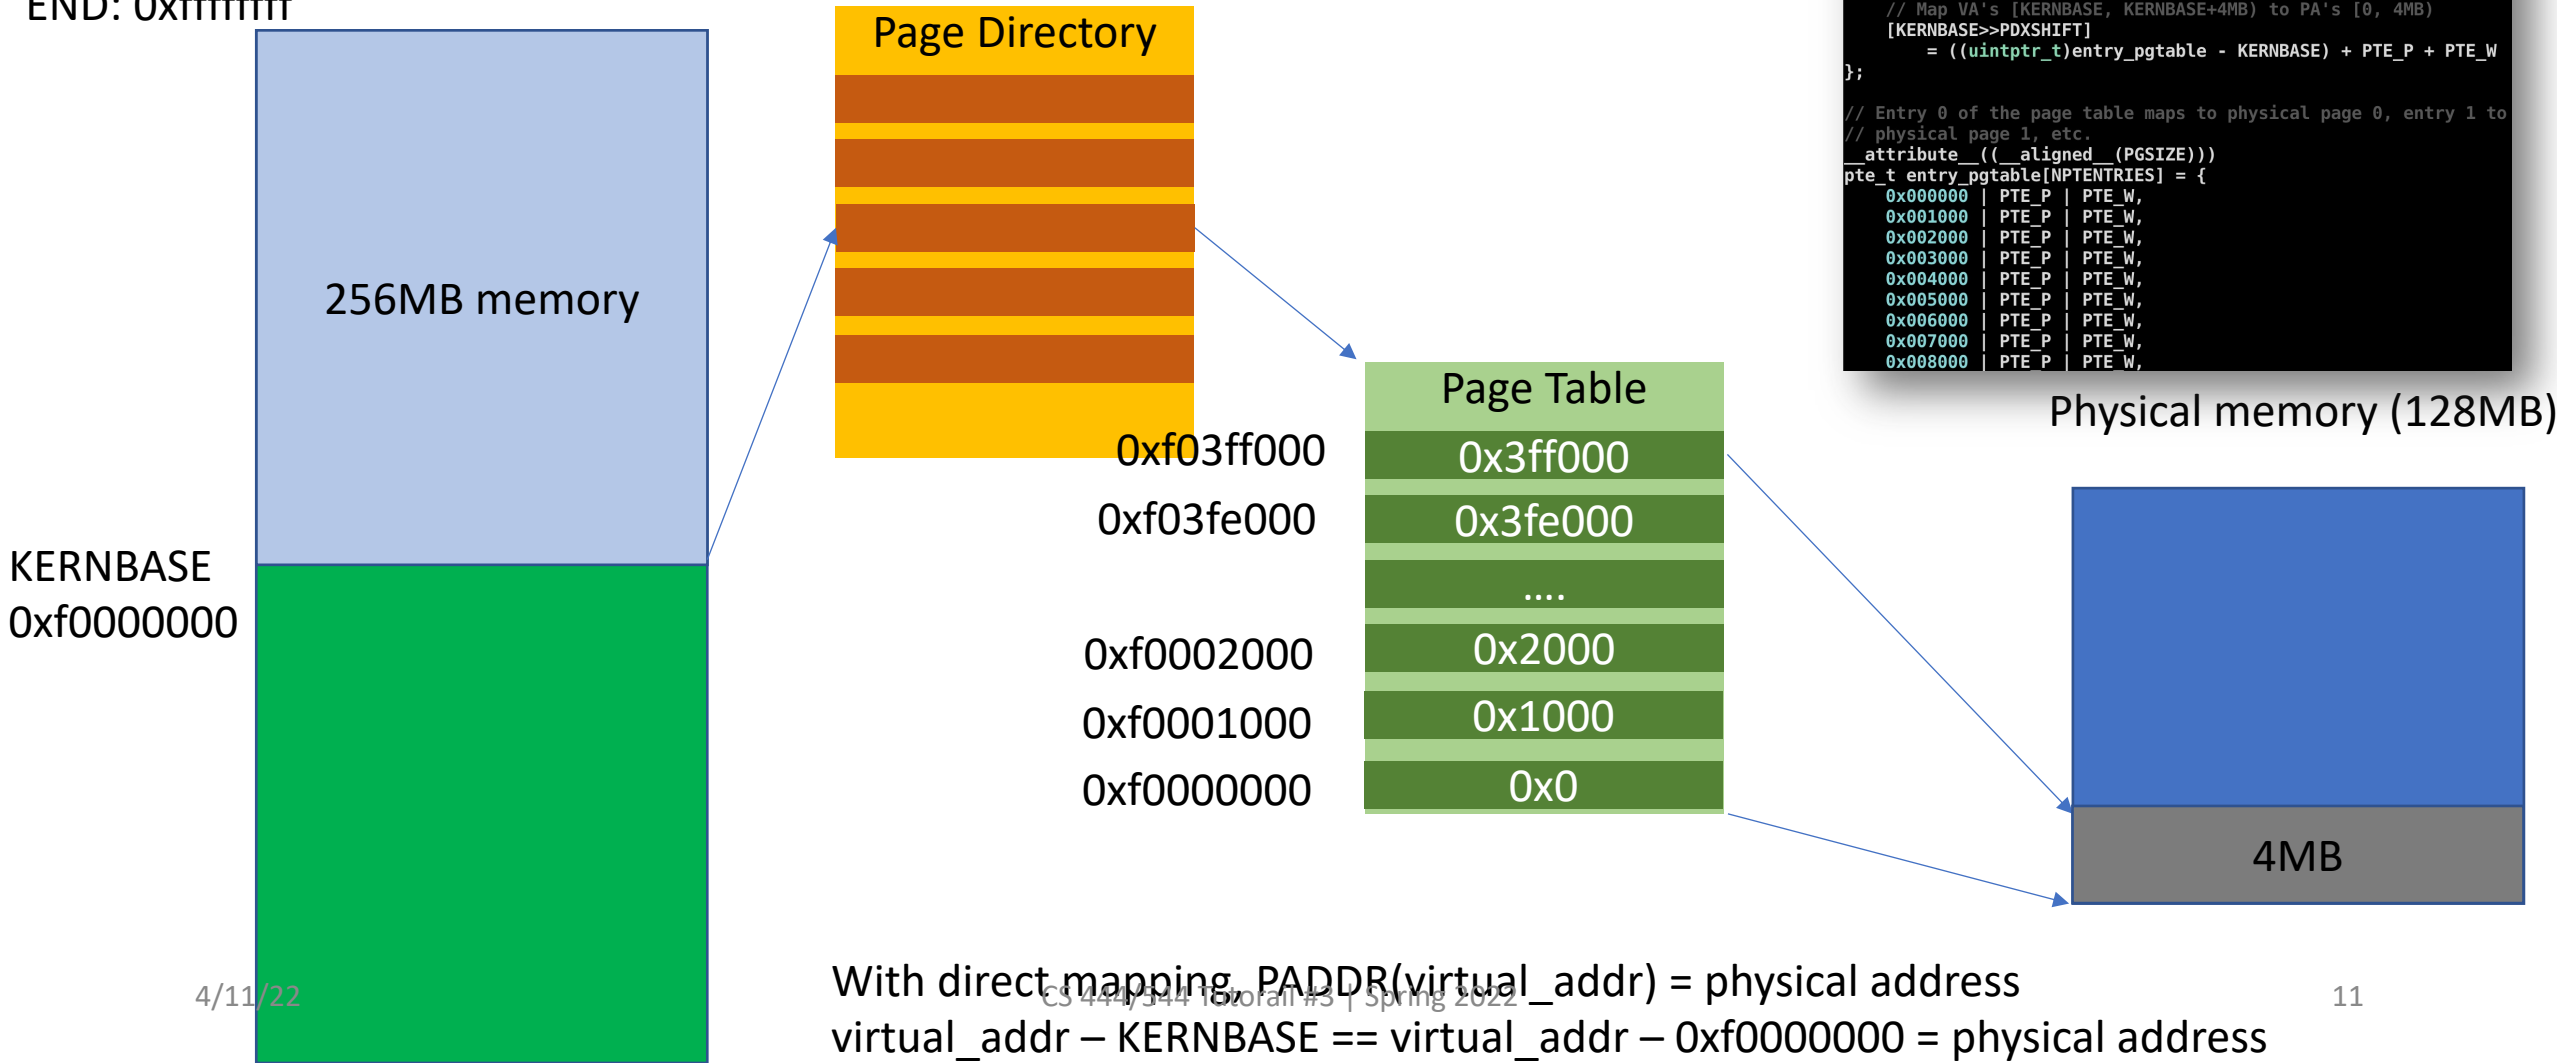 END: 0xffffffff
256MB memory
KERNBASE
0xf0000000
Page Directory
// Map VA's [KERNBASE, KERNBASE+4MB) to PA's [0, 4MB)
[KERNBASE>>PDXSHIFT]
= ((uintptr_t)entry_pgtable - KERNBASE) + PTE_P + PTE_W
};
// Entry 0 of the page table maps to physical page 0, entry 1 to
// physical page 1, etc.
__attribute__((__aligned__(PGSIZE)))
pte_t entry_pgtable[NPTENTRIES] = {
0x000000 | PTE_P | PTE_W,
0x001000 | PTE_P | PTE_W,
0x002000 | PTE_P | PTE_W,
0x003000 | PTE_P | PTE_W,
0x004000 | PTE_P | PTE_W,
0x005000 | PTE_P | PTE_W,
0x006000 | PTE_P | PTE_W,
0x007000 | PTE_P | PTE_W,
0x008000 | PTE_P | PTE_W,
Page Table
0xf03ff000 0x3ff000
0xf03fe000 0x3fe000
....
0xf0002000 0x2000
0xf0001000 0x1000
0xf0000000 0x0
Physical memory (128MB)
4MB
With direct mapping, PADDR(virtual_addr) = physical address
virtual_addr – KERNBASE == virtual_addr – 0xf0000000 = physical address
4/11/22
CS 444/544 Tutorail #3 | Spring 2022
11